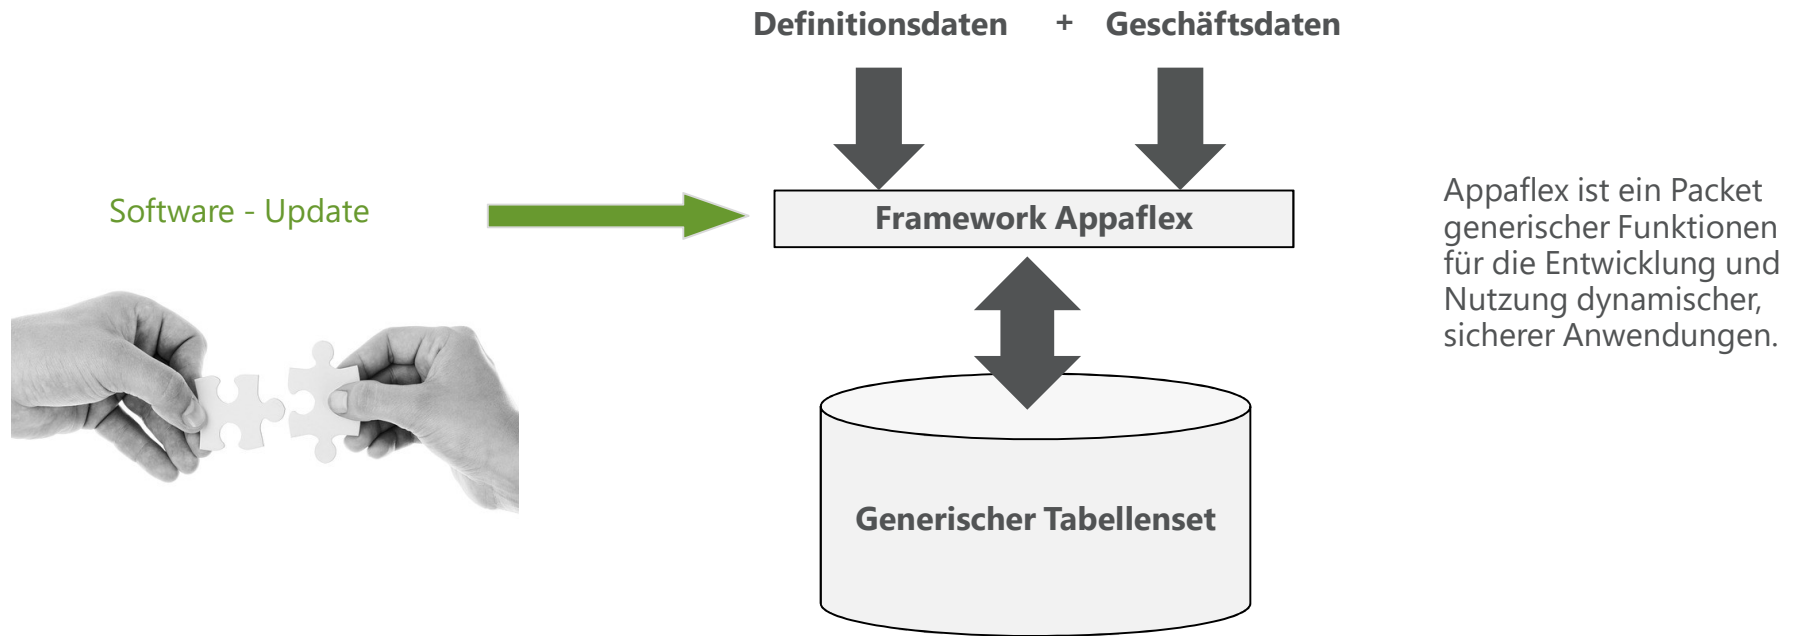 Definitionsdaten + Geschäftsdaten
Software - Update
Framework Appaflex
Appaflex ist ein Packet
generischer Funktionen
für die Entwicklung und
Nutzung dynamischer,
sicherer Anwendungen.
Generischer Tabellenset